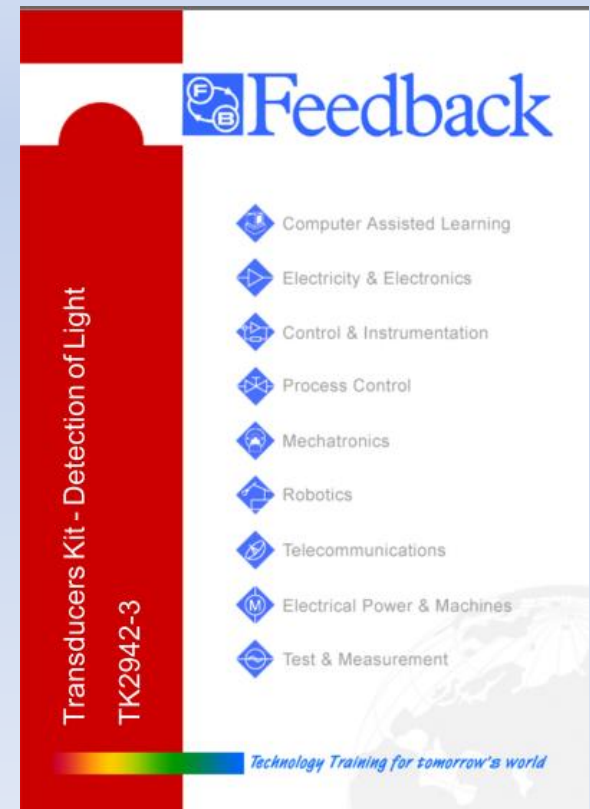 F
B
Feedback
Computer Assisted Learning
Electricity & Electronics
Control & Instrumentation
Process Control
Mechatronics
Robotics
Telecommunications
M
Electrical Power & Machines
Test & Measurement
Transducers Kit - Detection of Light
TK2942-3
Technology Training for tomorrow's world